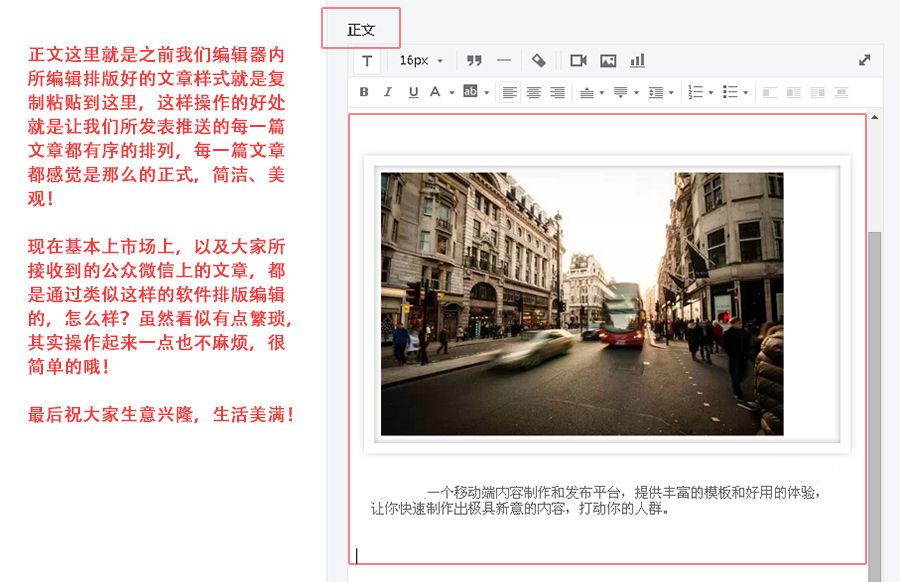 正文
正文这里就是之前我们编辑器内
所编辑排版好的文章样式就是复
制粘贴到这里，这样操作的好处
就是让我们所发表推送的每一篇
文章都有序的排列，每一篇文章
都感觉是那么的正式，简洁、美
观！
现在基本上市场上，以及大家所
接收到的公众微信上的文章，都
是通过类似这样的软件排版编辑
的，怎么样？虽然看似有点繁琐，
其实操作起来一点也不麻烦，很
简单的哦！
最后祝大家生意兴隆，生活美满！
T 16px
B I U A ab
一个移动端内容制作和发布平台，提供丰富的模板和好用的体验，
让你快速制作出极具新意的内容，打动你的人群。